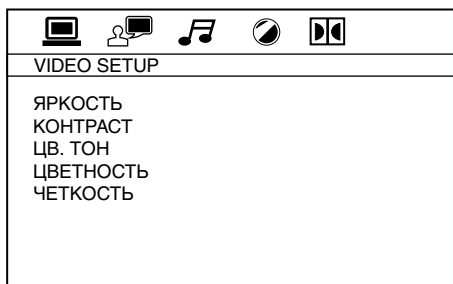 VIDEO SETUP
ЯРКОСТЬ
КОНТРАСТ
ЦВ. ТОН
ЦВЕТНОСТЬ
ЧЕТКОСТЬ